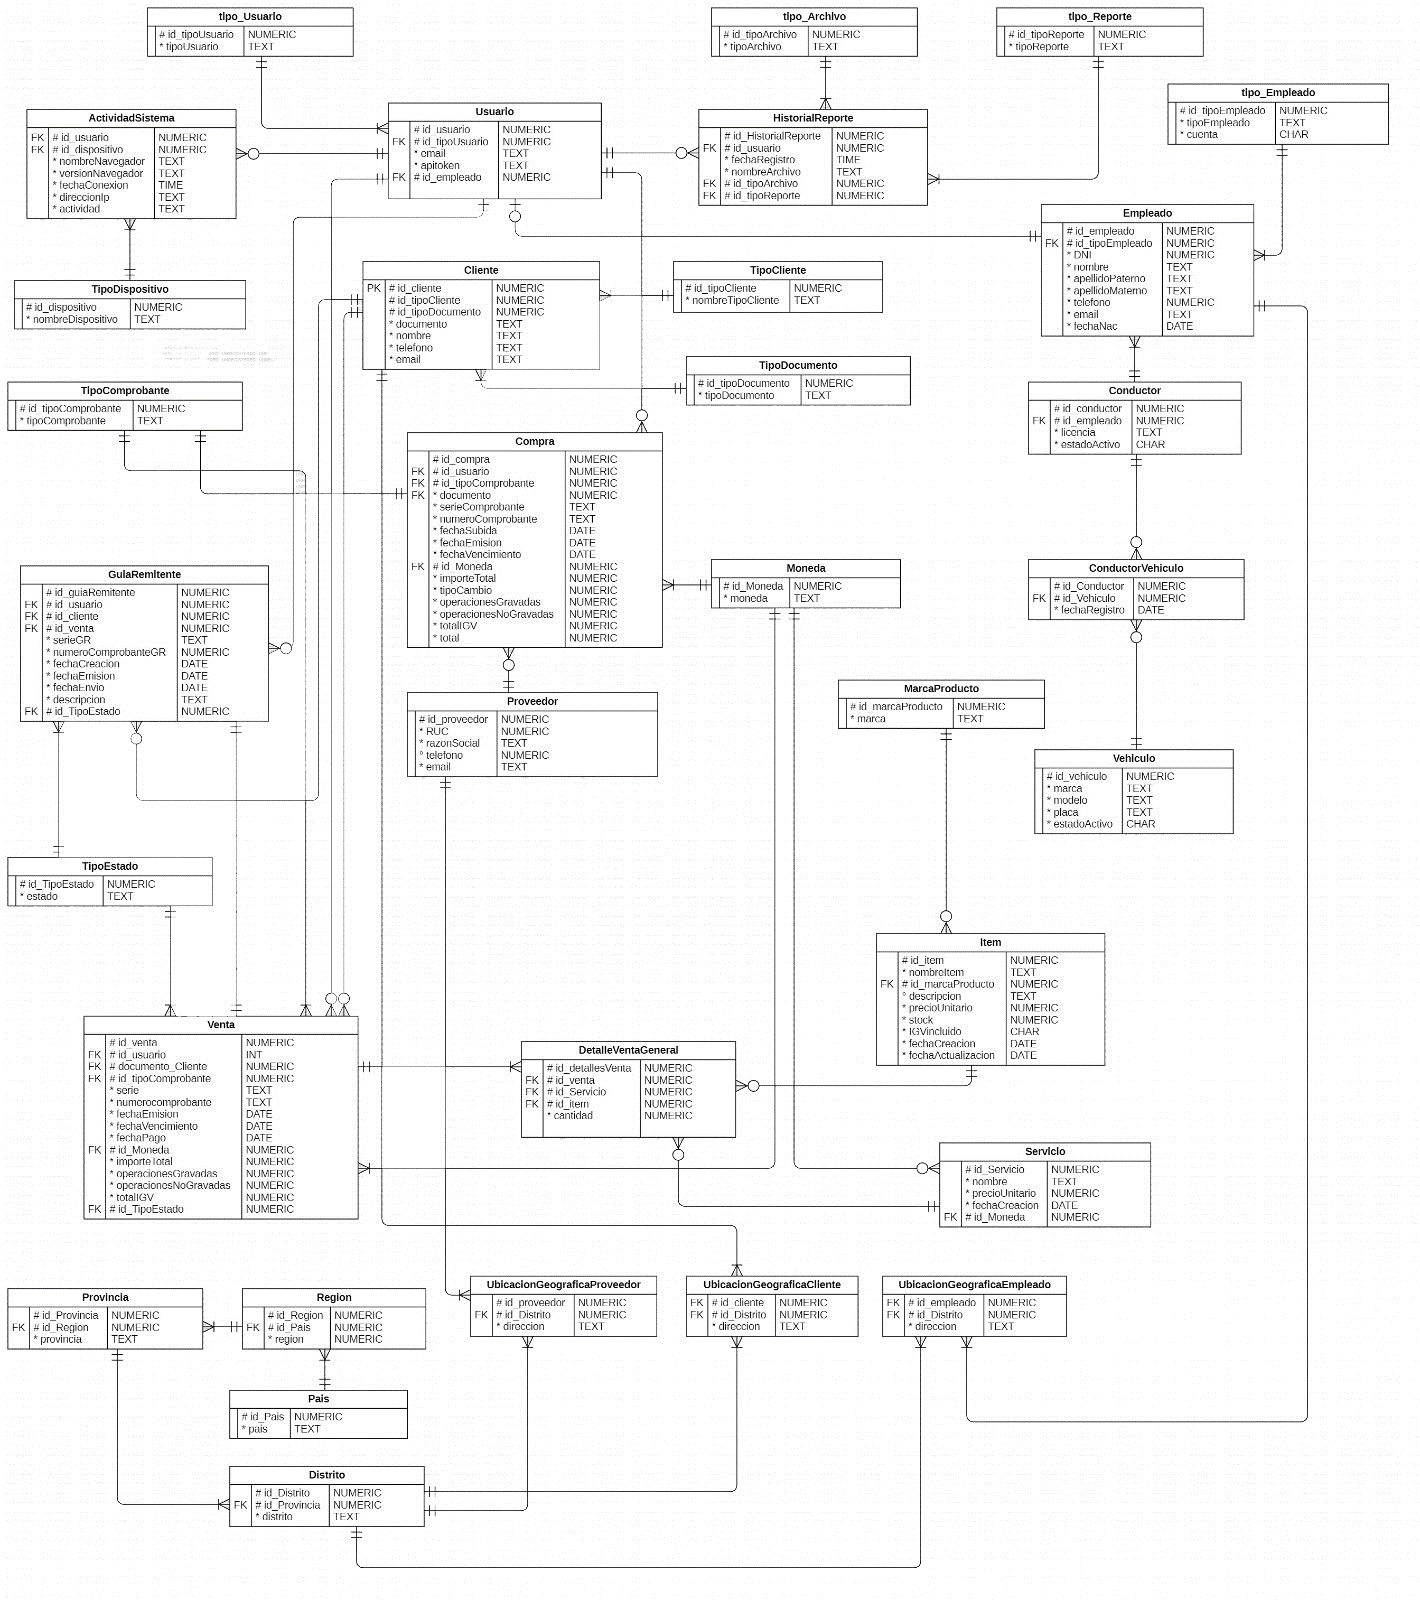 tipo_Usuario
# id_tipoUsuario NUMERIC
* tipoUsuario TEXT
tipo_Archivo
# id_tipoArchivo NUMERIC
* tipoArchivo TEXT
tipo_Reporte
# id_tipoReporte NUMERIC
* tipoReporte TEXT
tipo_Empleado
# id_tipoEmpleado NUMERIC
* tipoEmpleado TEXT
* cuenta CHAR
ActividadSistema
FK # id_usuario NUMERIC
FK # id_dispositivo NUMERIC
* nombreNavegador TEXT
* versionNavegador TEXT
* fechaConexion TIME
* direccionIp TEXT
* actividad TEXT
Usuario
# id_usuario NUMERIC
FK # id_tipoUsuario NUMERIC
* email TEXT
* apitoken TEXT
FK # id_empleado NUMERIC
HistorialReporte
# id_HistorialReporte NUMERIC
FK # id_usuario NUMERIC
* fechaRegistro TIME
* nombreArchivo TEXT
FK # id_tipoArchivo NUMERIC
FK # id_tipoReporte NUMERIC
Empleado
# id_empleado NUMERIC
FK # id_tipoEmpleado NUMERIC
* DNI NUMERIC
* nombre TEXT
* apellidoPaterno TEXT
* apellidoMaterno TEXT
* telefono NUMERIC
* email TEXT
* fechaNac DATE
TipoDispositivo
# id_dispositivo NUMERIC
* nombreDispositivo TEXT
Cliente
PK # id_cliente NUMERIC
# id_tipoCliente NUMERIC
# id_tipoDocumento NUMERIC
* documento TEXT
* nombre TEXT
* telefono TEXT
* email TEXT
TipoCliente
# id_tipoCliente NUMERIC
* nombreTipoCliente TEXT
TipoDocumento
# id_tipoDocumento NUMERIC
* tipoDocumento TEXT
TipoComprobante
# id_tipoComprobante NUMERIC
* tipoComprobante TEXT
Conductor
# id_conductor NUMERIC
FK # id_empleado NUMERIC
* licencia TEXT
* estadoActivo CHAR
Compra
# id_compra NUMERIC
FK # id_usuario NUMERIC
FK # id_tipoComprobante NUMERIC
FK * documento NUMERIC
* serieComprobante TEXT
* numeroComprobante TEXT
* fechaSubida DATE
* fechaEmision DATE
* fechaVencimiento DATE
FK # id_Moneda NUMERIC
* importeTotal NUMERIC
* tipoCambio NUMERIC
* operacionesGravadas NUMERIC
* operacionesNoGravadas NUMERIC
* totalIGV NUMERIC
* total NUMERIC
Moneda
# id_Moneda NUMERIC
* moneda TEXT
ConductorVehiculo
# id_Conductor NUMERIC
FK # id_Vehiculo NUMERIC
* fechaRegistro DATE
GuiaRemitente
# id_guiaRemitente NUMERIC
FK # id_usuario NUMERIC
FK # id_cliente NUMERIC
FK # id_venta NUMERIC
* serieGR TEXT
* numeroComprobanteGR NUMERIC
* fechaCreacion DATE
* fechaEmision DATE
* fechaEnvio DATE
* descripcion TEXT
FK # id_TipoEstado NUMERIC
Proveedor
# id_proveedor NUMERIC
* RUC NUMERIC
* razonSocial TEXT
° telefono NUMERIC
* email TEXT
MarcaProducto
# id_marcaProducto NUMERIC
* marca TEXT
Vehiculo
# id_vehiculo NUMERIC
* marca TEXT
* modelo TEXT
* placa TEXT
* estadoActivo CHAR
TipoEstado
# id_TipoEstado NUMERIC
* estado TEXT
Item
# id_item NUMERIC
* nombreItem TEXT
FK # id_marcaProducto NUMERIC
° descripcion TEXT
* precioUnitario NUMERIC
* stock NUMERIC
* IGVincluido CHAR
* fechaCreacion DATE
* fechaActualizacion DATE
Venta
# id_venta NUMERIC
FK # id_usuario INT
FK # documento_Cliente NUMERIC
FK # id_tipoComprobante NUMERIC
* serie TEXT
* numerocomprobante TEXT
* fechaEmision DATE
* fechaVencimiento DATE
* fechaPago DATE
FK # id_Moneda NUMERIC
* importeTotal NUMERIC
* operacionesGravadas NUMERIC
* operacionesNoGravadas NUMERIC
* totalIGV NUMERIC
FK # id_TipoEstado NUMERIC
DetalleVentaGeneral
# id_detallesVenta NUMERIC
FK # id_venta NUMERIC
FK # id_Servicio NUMERIC
FK # id_item NUMERIC
* cantidad NUMERIC
Servicio
# id_Servicio NUMERIC
* nombre TEXT
* precioUnitario NUMERIC
* fechaCreacion DATE
FK # id_Moneda NUMERIC
Provincia
# id_Provincia NUMERIC
FK # id_Region NUMERIC
* provincia TEXT
Region
# id_Region NUMERIC
FK # id_Pais NUMERIC
* region NUMERIC
UbicacionGeograficaProveedor
# id_proveedor NUMERIC
FK # id_Distrito NUMERIC
* direccion TEXT
UbicacionGeograficaCliente
FK # id_cliente NUMERIC
FK # id_Distrito NUMERIC
* direccion TEXT
UbicacionGeograficaEmpleado
FK # id_empleado NUMERIC
FK # id_Distrito NUMERIC
* direccion TEXT
Pais
# id_Pais NUMERIC
* pais TEXT
Distrito
# id_Distrito NUMERIC
FK # id_Provincia NUMERIC
* distrito TEXT